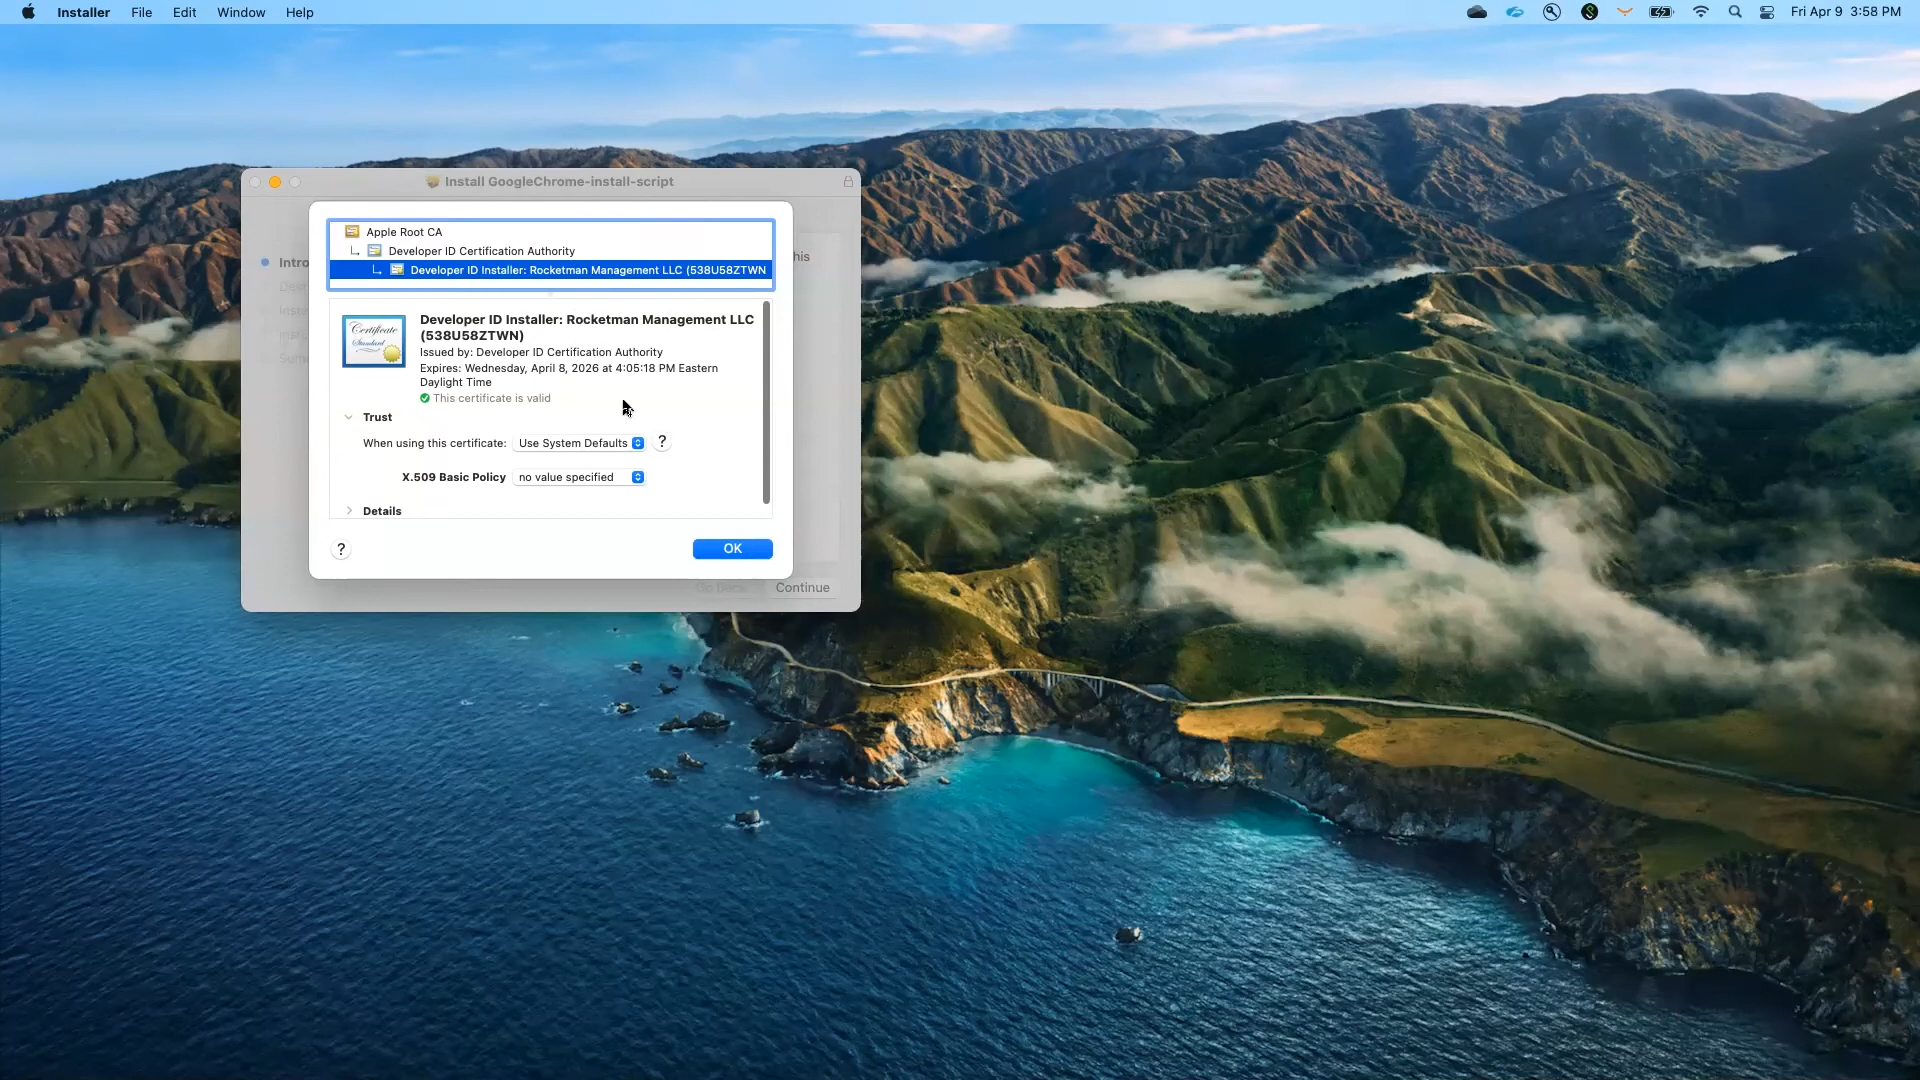 Installer File Edit Window Help
Fri Apr 9 3:58 PM
Install GoogleChrome-install-script
Apple Root CA
Developer ID Certification Authority
Developer ID Installer: Rocketman Management LLC (538U58ZTWN
his
Intro
Certificate
Standard
Developer ID Installer: Rocketman Management LLC
(538U58ZTWN)
Issued by: Developer ID Certification Authority
Expires: Wednesday, April 8, 2026 at 4:05:18 PM Eastern
Daylight Time
This certificate is valid
Trust
When using this certificate: Use System Defaults ?
X.509 Basic Policy no value specified
Details
? OK
Go Back Continue